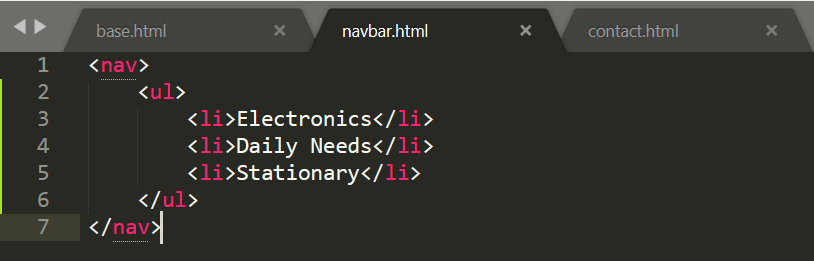 base.html × navbar.html × contact.html ×
1 <nav>
2     <ul>
3         <li>Electronics</li>
4         <li>Daily Needs</li>
5         <li>Stationary</li>
6     </ul>
7 </nav>